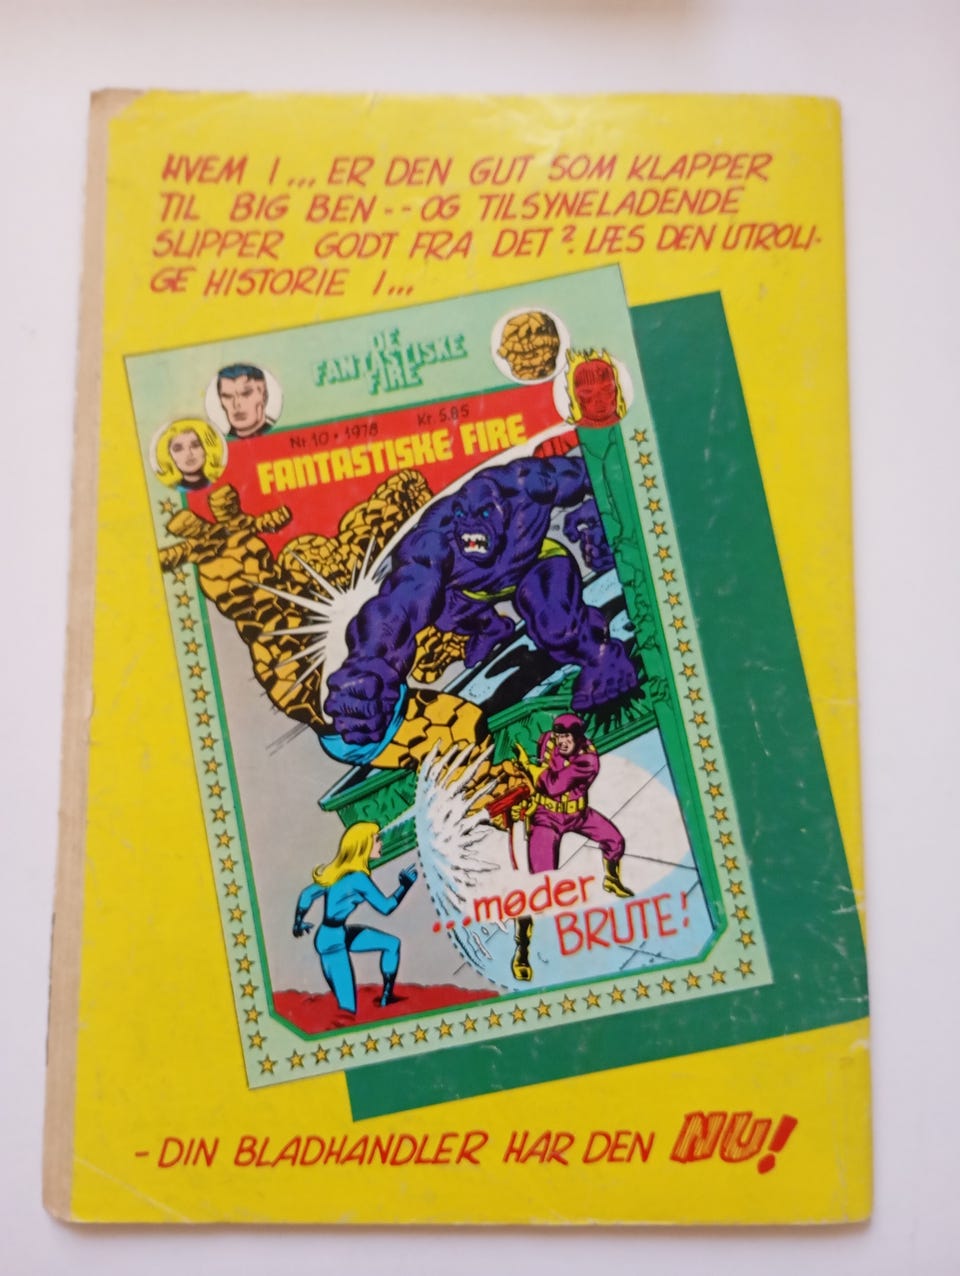 HVEM I... ER DEN GUT SOM KLAPPER
TIL BIG BEN -- OG TILSYNELADENDE
SLIPPER GODT FRA DET? LÆS DEN UTROLI-
GE HISTORIE I...
DE
FANTASTISKE
FIRE
Nr. 10 • 1978 Kr. 5.85
FANTASTISKE FIRE
...møder
BRUTE!
- DIN BLADHANDLER HAR DEN NU!